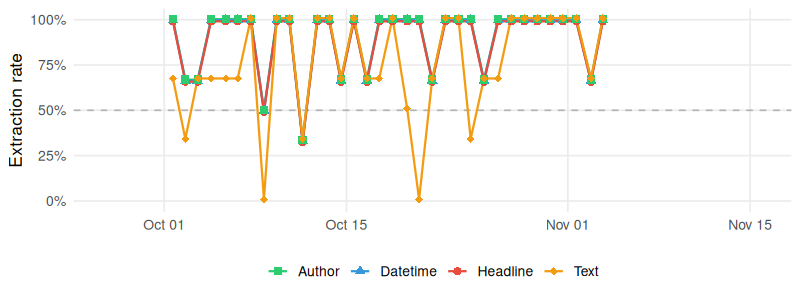 Extraction rate
100%
75%
50%
25%
0%
Oct 01 Oct 15 Nov 01 Nov 15
Author Datetime Headline Text